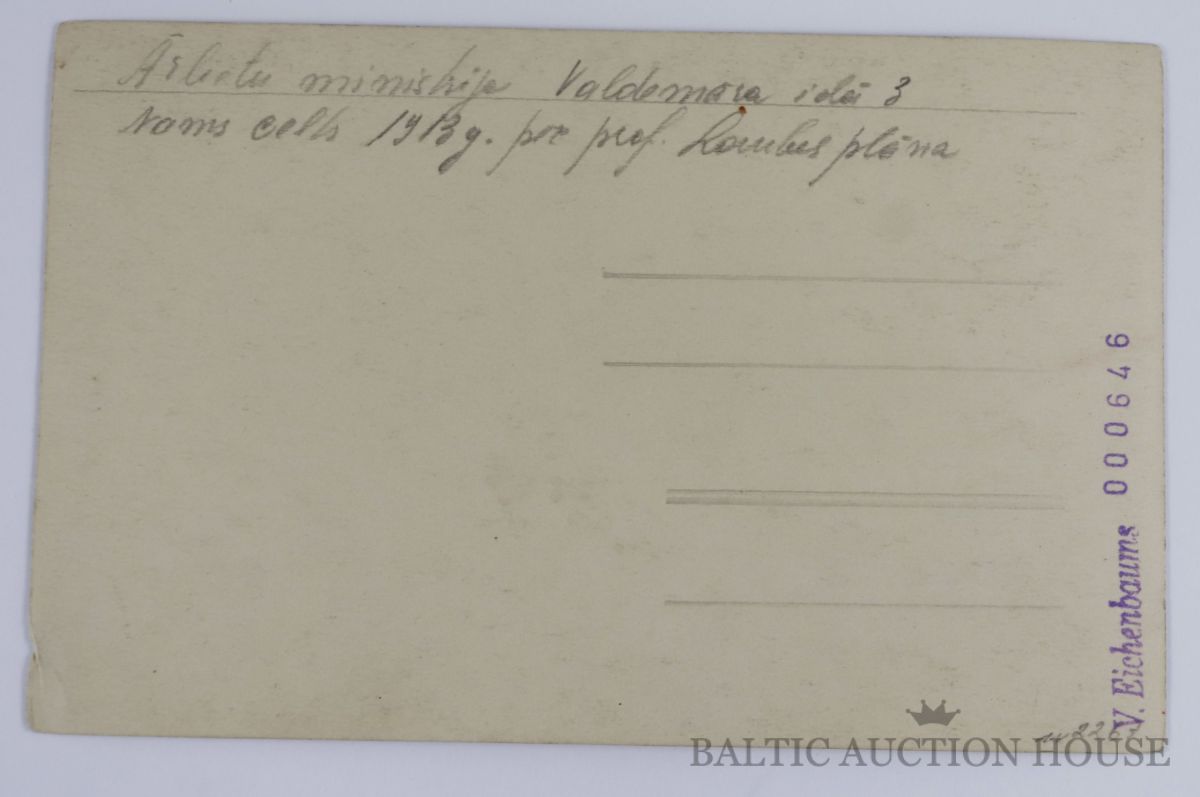 Ārlietu ministrija Valdemāra ielā 3
Nams celts 1913 g. pēc prof. Laubes plāna
V. Eichenbaums 000646
BALTIC AUCTION HOUSE